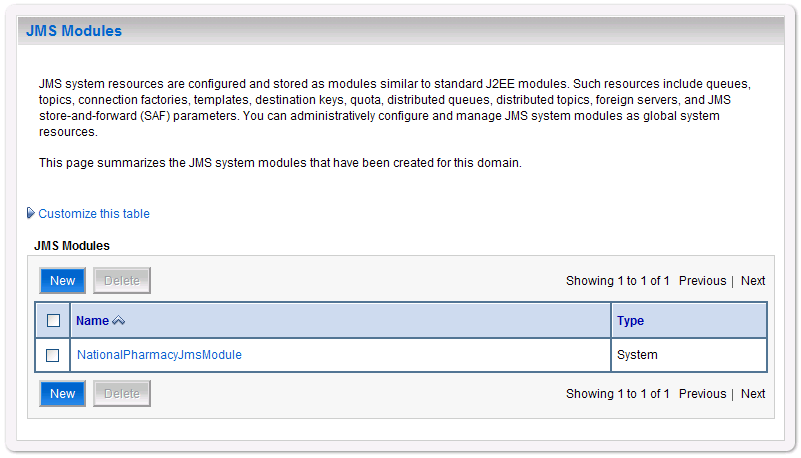 JMS Modules
JMS system resources are configured and stored as modules similar to standard J2EE modules. Such resources include queues,
topics, connection factories, templates, destination keys, quota, distributed queues, distributed topics, foreign servers, and JMS
store-and-forward (SAF) parameters. You can administratively configure and manage JMS system modules as global system
resources.
This page summarizes the JMS system modules that have been created for this domain.
Customize this table
JMS Modules
New Delete Showing 1 to 1 of 1 Previous | Next
Name Type
NationalPharmacyJmsModule System
New Delete Showing 1 to 1 of 1 Previous | Next